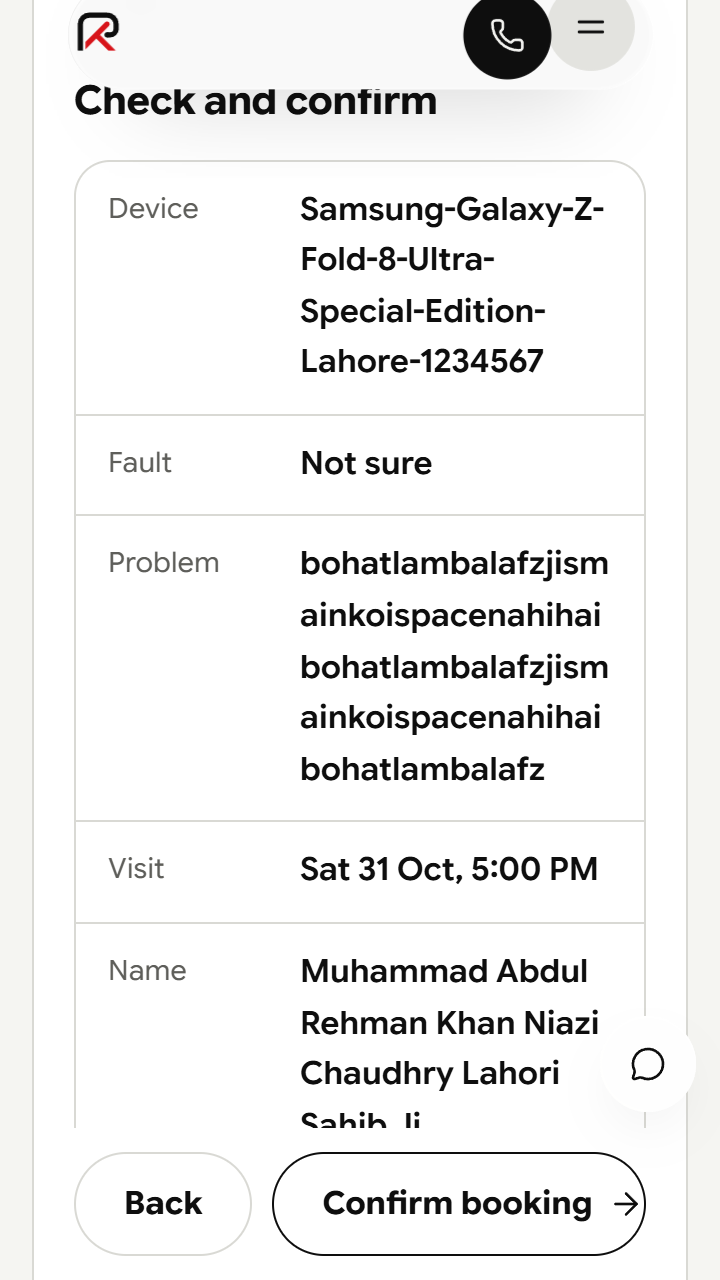 Check and confirm
Device
Samsung-Galaxy-Z-
Fold-8-Ultra-
Special-Edition-
Lahore-1234567
Fault
Not sure
Problem
bohatlambalafzjism
ainkoispacenahihai
bohatlambalafzjism
ainkoispacenahihai
bohatlambalafz
Visit
Sat 31 Oct, 5:00 PM
Name
Muhammad Abdul
Rehman Khan Niazi
Chaudhry Lahori
Sahib Ji
Back
Confirm booking